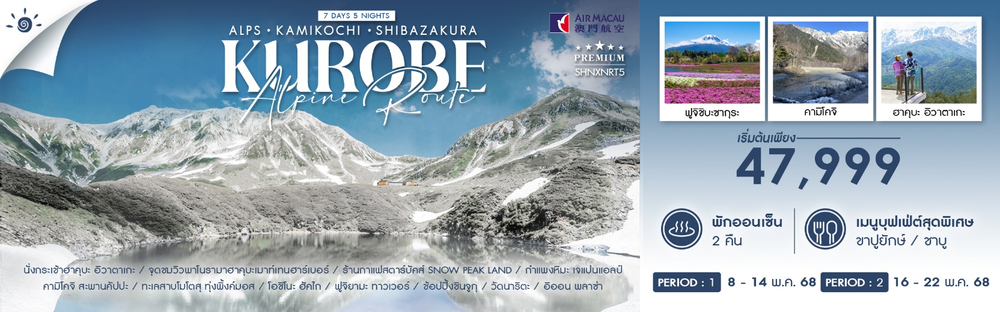 7 DAYS 5 NIGHTS
ALPS • KAMIKOCHI • SHIBAZAKURA
KUROBE
Alpine Route
AIR MACAU
澳門航空
PREMIUM
SHNXNRT5
นั่งกระเช้าฮาคุบะ อิวาตาเกะ / จุดชมวิวพาโนรามาฮาคุบะเมาท์เทนฮาร์เบอร์ / ร้านกาแฟสตาร์บัคส์ SNOW PEAK LAND / กำแพงหิมะ เจแปนแอลป์
คามิโคจิ สะพานคัปปะ / ทะเลสาบโมโตสุ ทุ่งพิ้งค์มอส / โอชิโนะ ฮัคไก / ฟูจิยามะ ทาวเวอร์ / ช้อปปิ้งชินจูกุ / วัดนาริตะ / อิออน พลาซ่า
ฟูจิชิบะซากุระ
คามิโคจิ
ฮาคุบะ อิวาตาเกะ
เริ่มต้นเพียง
47,999
พักออนเซ็น
2 คืน
เมนูบุฟเฟ่ต์สุดพิเศษ
ขาปูยักษ์ / ชาบู
PERIOD : 1 8 - 14 พ.ค. 68 PERIOD : 2 16 - 22 พ.ค. 68